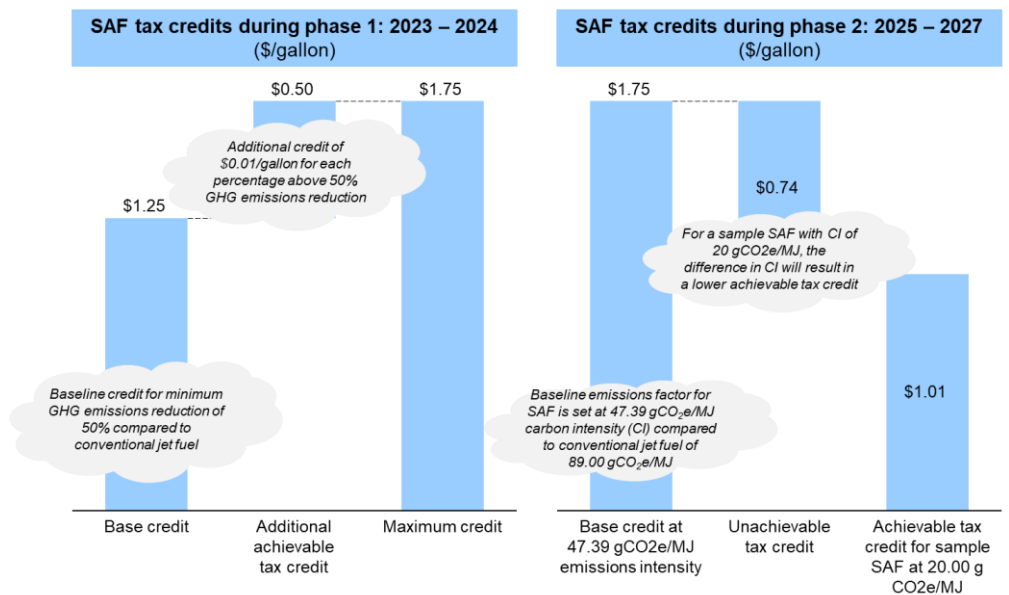 SAF tax credits during phase 1: 2023 – 2024
($/gallon)
$1.25
$0.50
$1.75
Additional credit of
$0.01/gallon for each
percentage above 50%
GHG emissions reduction
Baseline credit for minimum
GHG emissions reduction of
50% compared to
conventional jet fuel
Base credit
Additional
achievable
tax credit
Maximum credit
SAF tax credits during phase 2: 2025 – 2027
($/gallon)
$1.75
$0.74
$1.01
For a sample SAF with CI of
20 gCO2e/MJ, the
difference in CI will result in
a lower achievable tax credit
Baseline emissions factor for
SAF is set at 47.39 gCO₂e/MJ
carbon intensity (CI) compared
to conventional jet fuel of
89.00 gCO₂e/MJ
Base credit at
47.39 gCO2e/MJ
emissions intensity
Unachievable
tax credit
Achievable tax
credit for sample
SAF at 20.00 g
CO2e/MJ